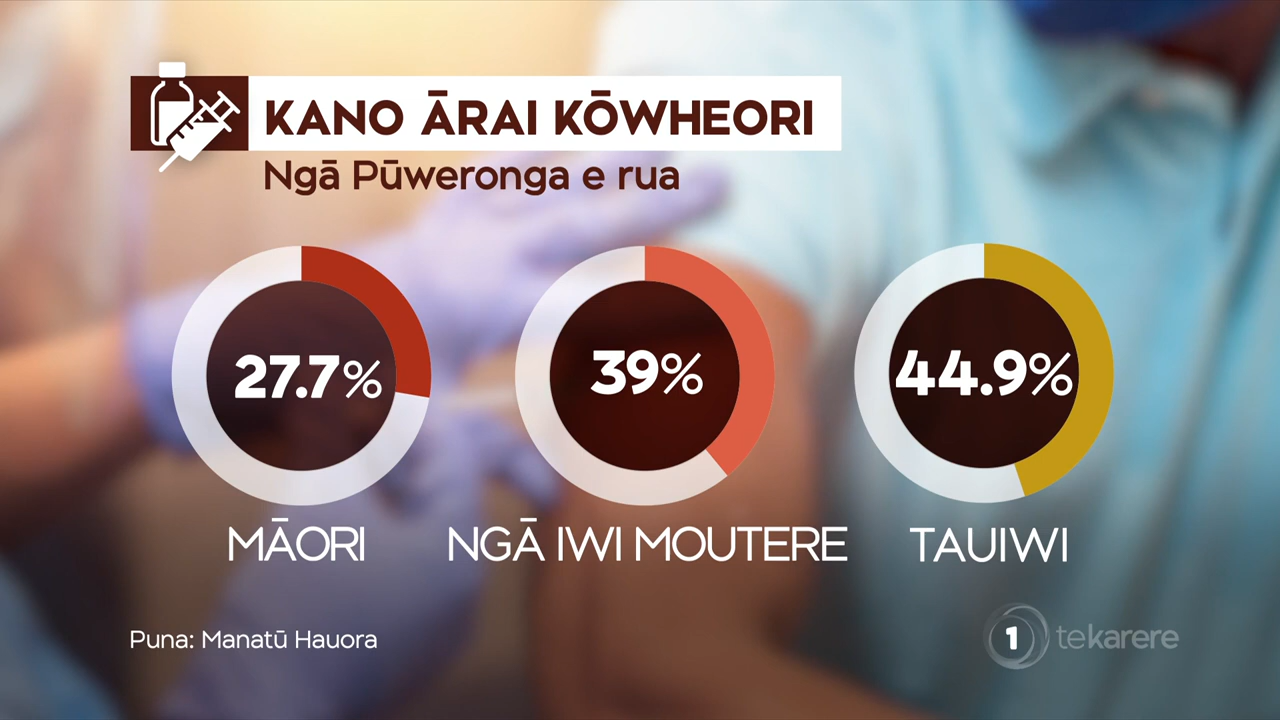 KANO ĀRAI KŌWHEORI
Ngā Pūweronga e rua
27.7%
39%
44.9%
MĀORI
NGĀ IWI MOUTERE
TAUIWI
Puna: Manatū Hauora
1 tekarere